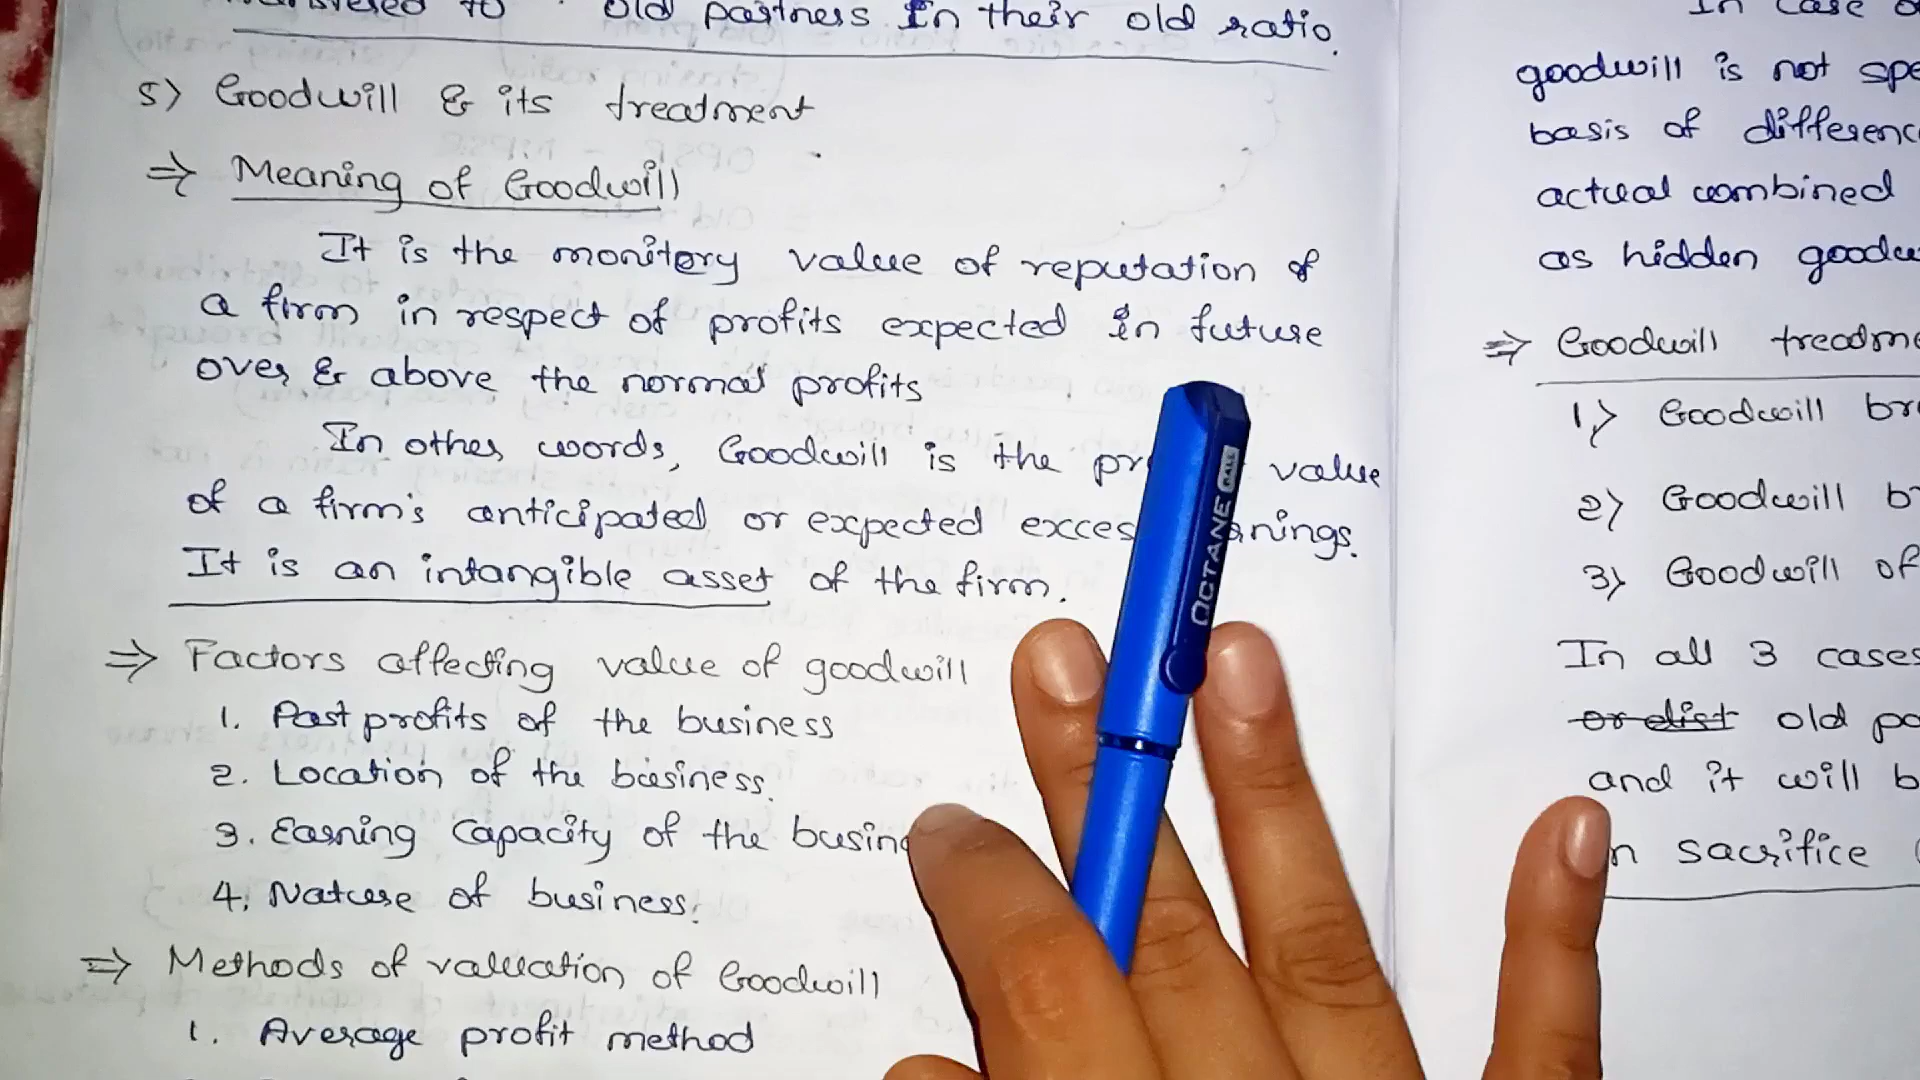 to old partners In their old ratio.
5) Goodwill & its treatment
⇒ Meaning of Goodwill
It is the monitory value of reputation of
a firm in respect of profits expected In future
over & above the normal profits
In other words, Goodwill is the value
of a firm's anticipated or expected
It is an intangible asset of the firm.
⇒ Factors affecting value of goodwill
1. Past profits of the business
2. Location of the business.
3. Earning Capacity of the
4. Nature of business.
⇒ Methods of valuation of Goodwill
1. Average profit method
In case
goodwill is not
basis of
actual combined
as hidden
⇒ Goodwill
1) Goodwill
2) Goodwill
3) Goodwill of
In all 3 cases
or dist old
and it will
sacrifice
OCTANE